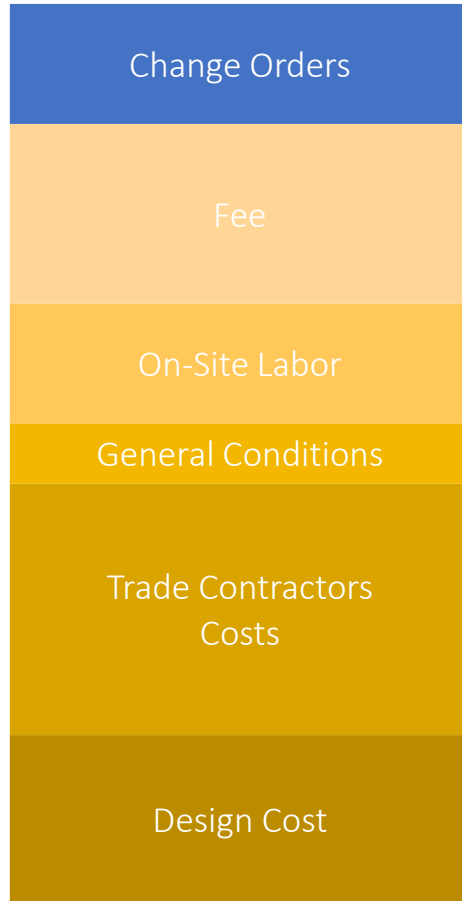 Change Orders
Fee
On-Site Labor
General Conditions
Trade Contractors
Costs
Design Cost